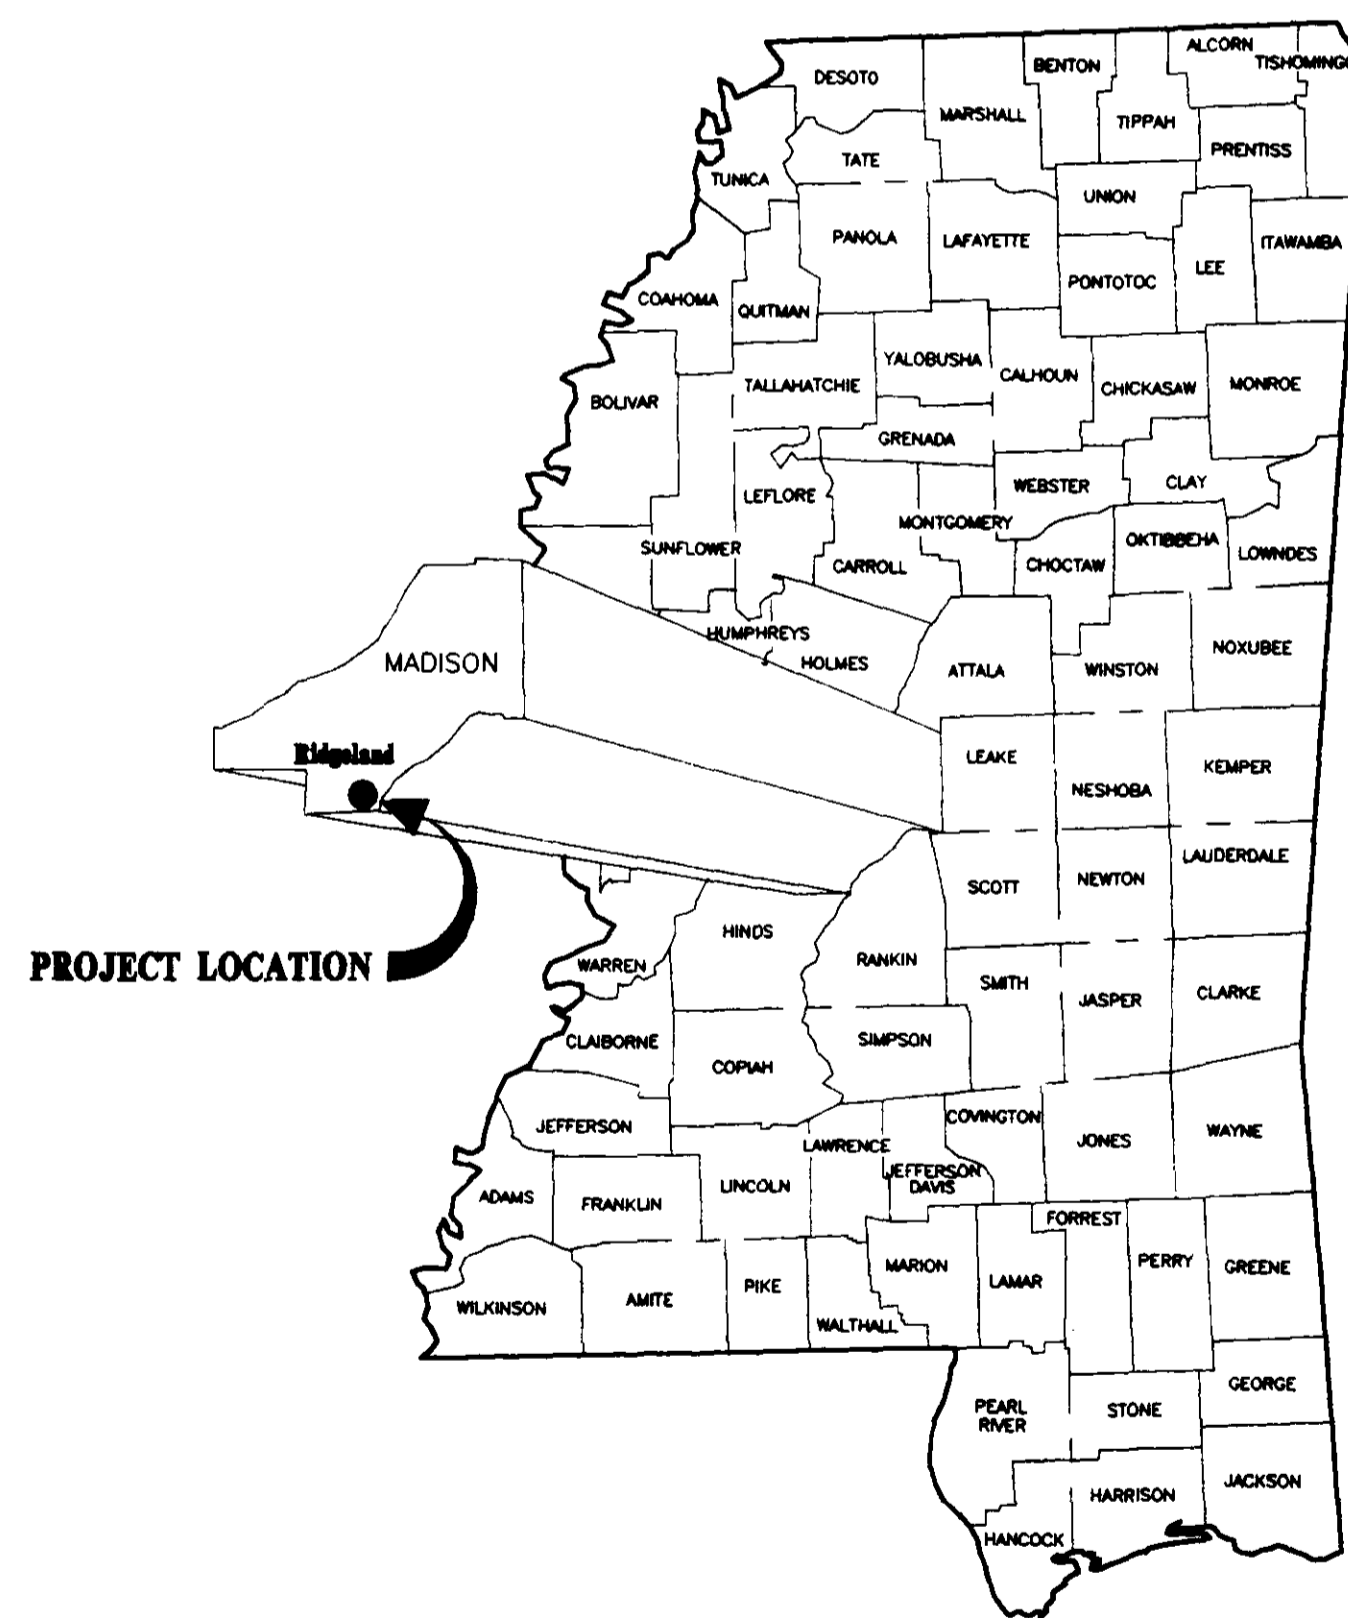 ALCORN
TISHOMINGO
BENTON
DESOTO
MARSHALL
TIPPAH
PRENTISS
TATE
TUNICA
UNION
PANOLA
LAFAYETTE
ITAWAMBA
LEE
PONTOTOC
COAHOMA
QUITMAN
YALOBUSHA
CALHOUN
TALLAHATCHIE
CHICKASAW
MONROE
BOLIVAR
GRENADA
WEBSTER
CLAY
LEFLORE
MONTGOMERY
OKTIBBEHA
SUNFLOWER
LOWNDES
CARROLL
CHOCTAW
HUMPHREYS
NOXUBEE
MADISON
HOLMES
ATTALA
WINSTON
Ridgeland
LEAKE
KEMPER
NESHOBA
LAUDERDALE
SCOTT
NEWTON
HINDS
RANKIN
PROJECT LOCATION
WARREN
SMITH
JASPER
CLARKE
CLAIBORNE
SIMPSON
COPIAH
COVINGTON
JEFFERSON
LAWRENCE
JONES
WAYNE
JEFFERSON
DAVIS
LINCOLN
ADAMS
FRANKLIN
FORREST
MARION
LAMAR
PERRY
GREENE
PIKE
AMITE
WILKINSON
WALTHALL
GEORGE
PEARL
RIVER
STONE
JACKSON
HARRISON
HANCOCK